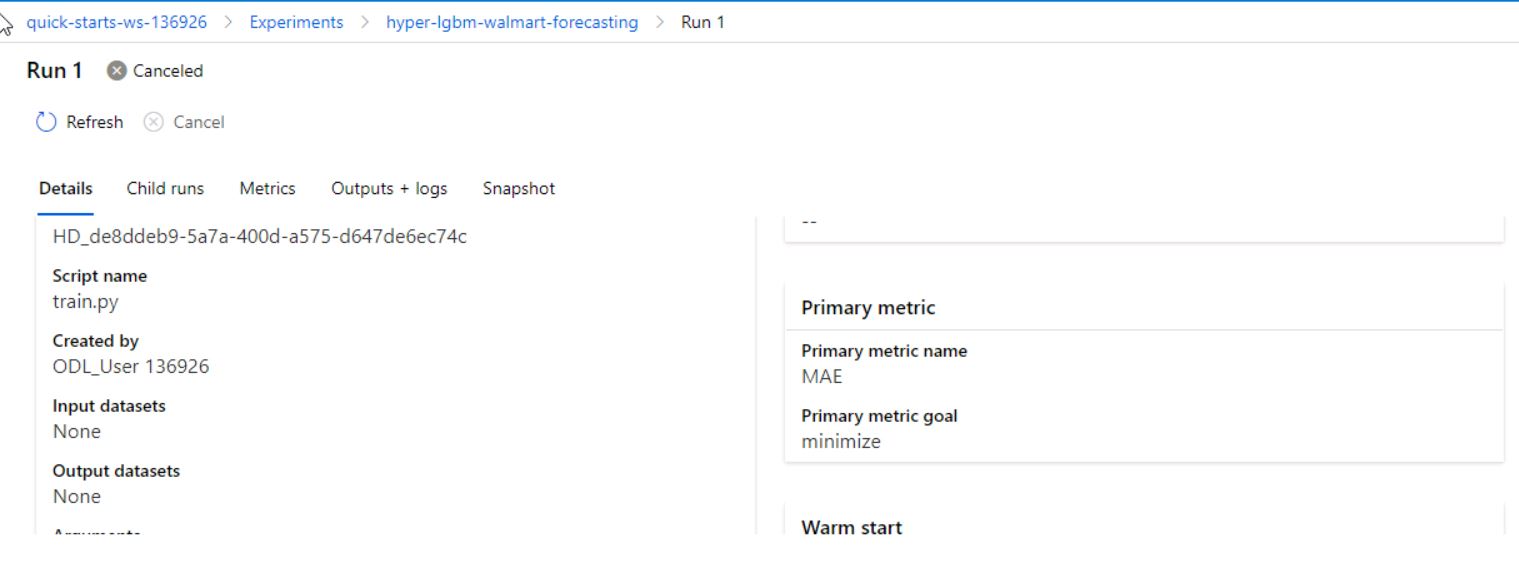 quick-starts-ws-136926 > Experiments > hyper-lgbm-walmart-forecasting > Run 1
Run 1 Canceled
Refresh Cancel
Details Child runs Metrics Outputs + logs Snapshot
HD_de8ddeb9-5a7a-400d-a575-d647de6ec74c
Script name
train.py
Created by
ODL_User 136926
Input datasets
None
Output datasets
None
Arguments
--
Primary metric
Primary metric name
MAE
Primary metric goal
minimize
Warm start